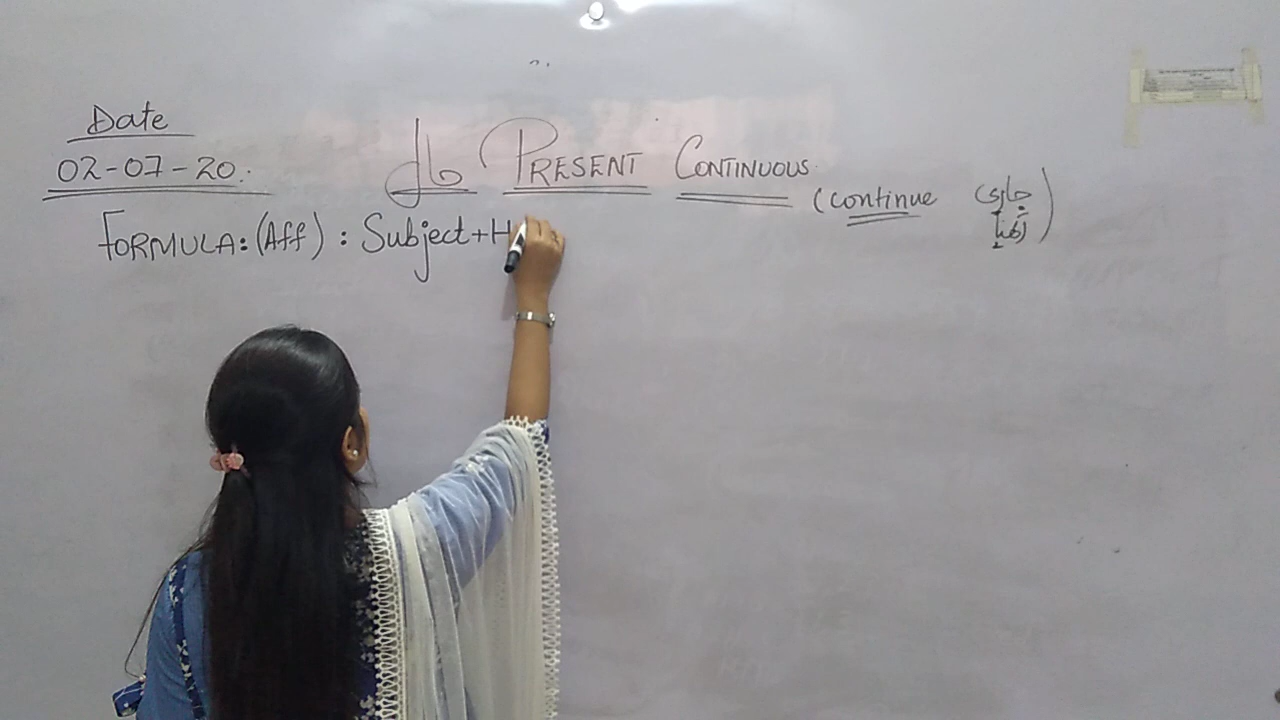 Date
02-07-20.
حال PRESENT CONTINUOUS
(continue جاری
رکھنا)
FORMULA: (Aff) : Subject+H